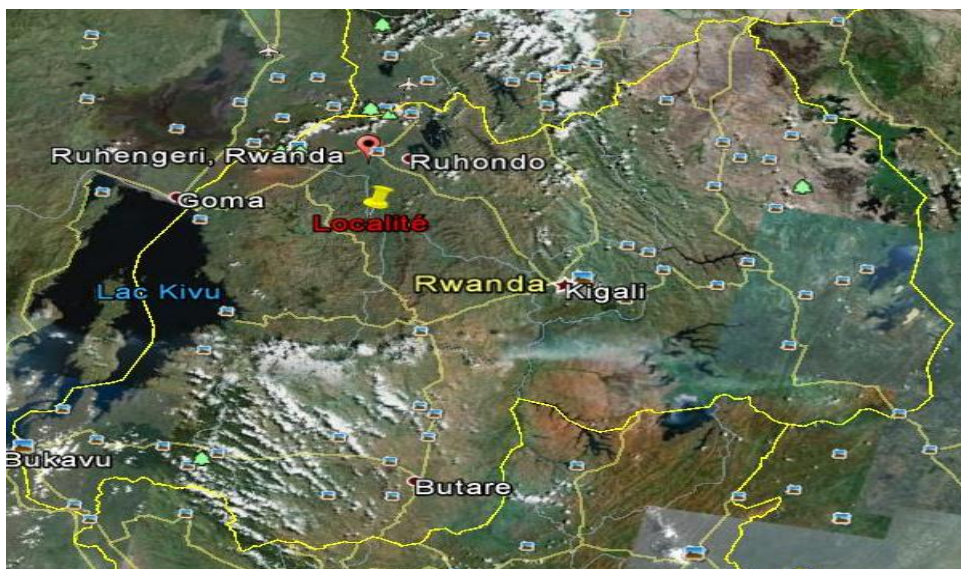 Ruhengeri, Rwanda
Ruhondo
Goma
Localité
Rwanda
Lac Kivu
Kigali
Bukavu
Butare